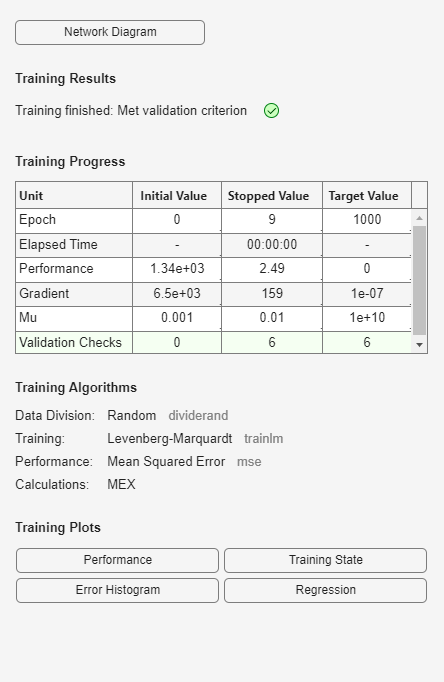 Network Diagram
Training Results
Training finished: Met validation criterion
Training Progress
Unit Initial Value Stopped Value Target Value
Epoch 0 9 1000
Elapsed Time - 00:00:00 -
Performance 1.34e+03 2.49 0
Gradient 6.5e+03 159 1e-07
Mu 0.001 0.01 1e+10
Validation Checks 0 6 6
Training Algorithms
Data Division: Random dividerand
Training: Levenberg-Marquardt trainlm
Performance: Mean Squared Error mse
Calculations: MEX
Training Plots
Performance Training State
Error Histogram Regression